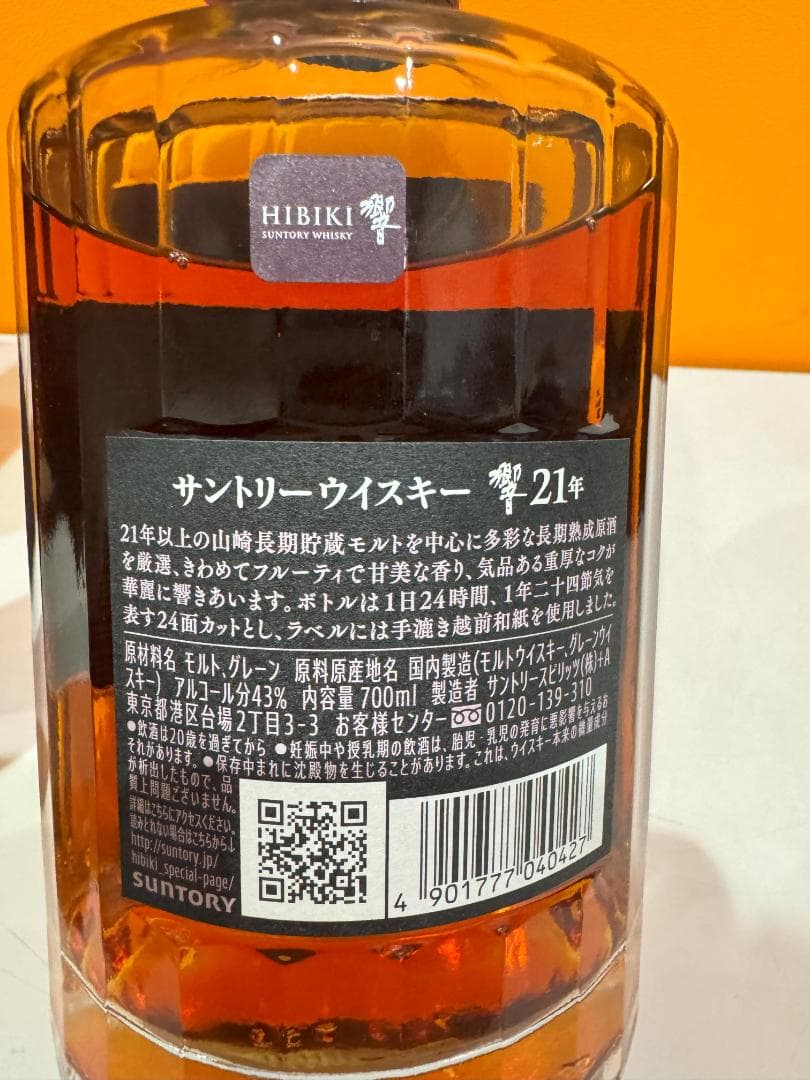 HIBIKI 響
SUNTORY WHISKY
サントリーウイスキー 響 21年
21年以上の山崎長期貯蔵モルトを中心に多彩な長期熟成原酒
を厳選、きわめてフルーティで甘美な香り、気品ある重厚なコクが
華麗に響きあいます。ボトルは1日24時間、1年二十四節気を
表す24面カットとし、ラベルには手漉き越前和紙を使用しました。
原材料名 モルト、グレーン 原料原産地名 国内製造(モルトウイスキー、グレーンウイ
スキー) アルコール分43% 内容量 700ml 製造者 サントリースピリッツ(株)+A
東京都港区台場2丁目3-3 お客様センター 0120-139-310
●飲酒は20歳を過ぎてから ●妊娠中や授乳期の飲酒は、胎児・乳児の発育に悪影響を与えるお
それがあります。●保存中まれに沈殿物を生じることがあります。これは、ウイスキー本来の微量成分
が析出したもので、品
質上問題ございません。
詳細はこちらにアクセスください。
読みとれない場合はこちらから↓
http://suntory.jp/
hibiki_special-page/
SUNTORY
4 901777 040427